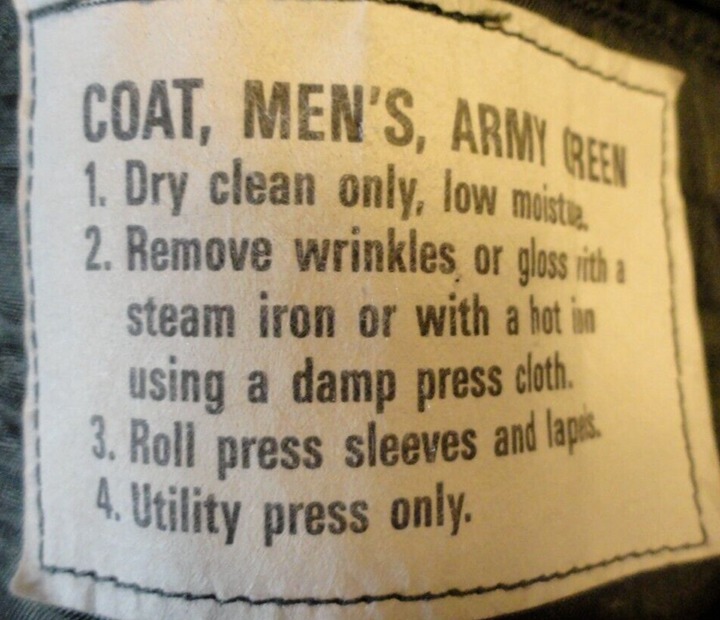 COAT, MEN'S, ARMY GREEN
1. Dry clean only, low moisture.
2. Remove wrinkles or gloss with a
steam iron or with a hot iron
using a damp press cloth.
3. Roll press sleeves and lapels.
4. Utility press only.